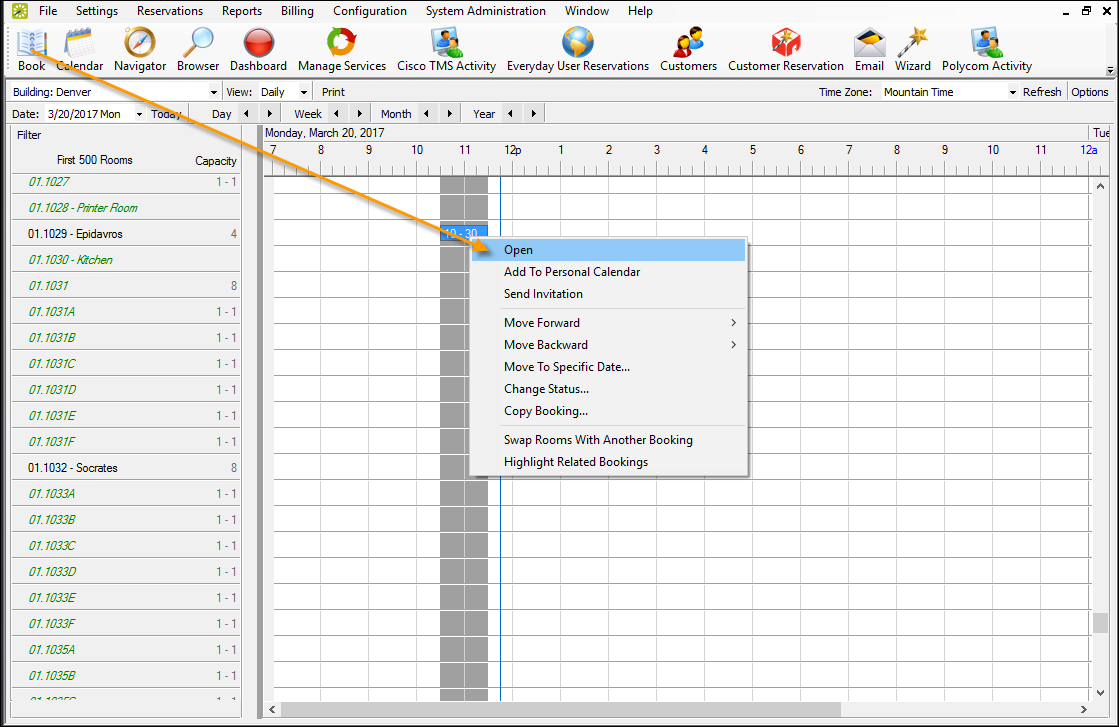 File Settings Reservations Reports Billing Configuration System Administration Window Help
Book Calendar Navigator Browser Dashboard Manage Services Cisco TMS Activity Everyday User Reservations Customers Customer Reservation Email Wizard Polycom Activity
Building: Denver View: Daily Print Time Zone: Mountain Time Refresh Options
Date: 3/20/2017 Mon Today Day Week Month Year
Filter Monday, March 20, 2017 Tue
First 500 Rooms Capacity 7 8 9 10 11 12p 1 2 3 4 5 6 7 8 9 10 11 12a
01.1027 1 - 1
01.1028 - Printer Room
01.1029 - Epidavros 4
01.1030 - Kitchen
01.1031 8
01.1031A 1 - 1
01.1031B 1 - 1
01.1031C 1 - 1
01.1031D 1 - 1
01.1031E 1 - 1
01.1031F 1 - 1
01.1032 - Socrates 8
01.1033A 1 - 1
01.1033B 1 - 1
01.1033C 1 - 1
01.1033D 1 - 1
01.1033E 1 - 1
01.1033F 1 - 1
01.1035A 1 - 1
01.1035B 1 - 1
Open
Add To Personal Calendar
Send Invitation
Move Forward
Move Backward
Move To Specific Date...
Change Status...
Copy Booking...
Swap Rooms With Another Booking
Highlight Related Bookings